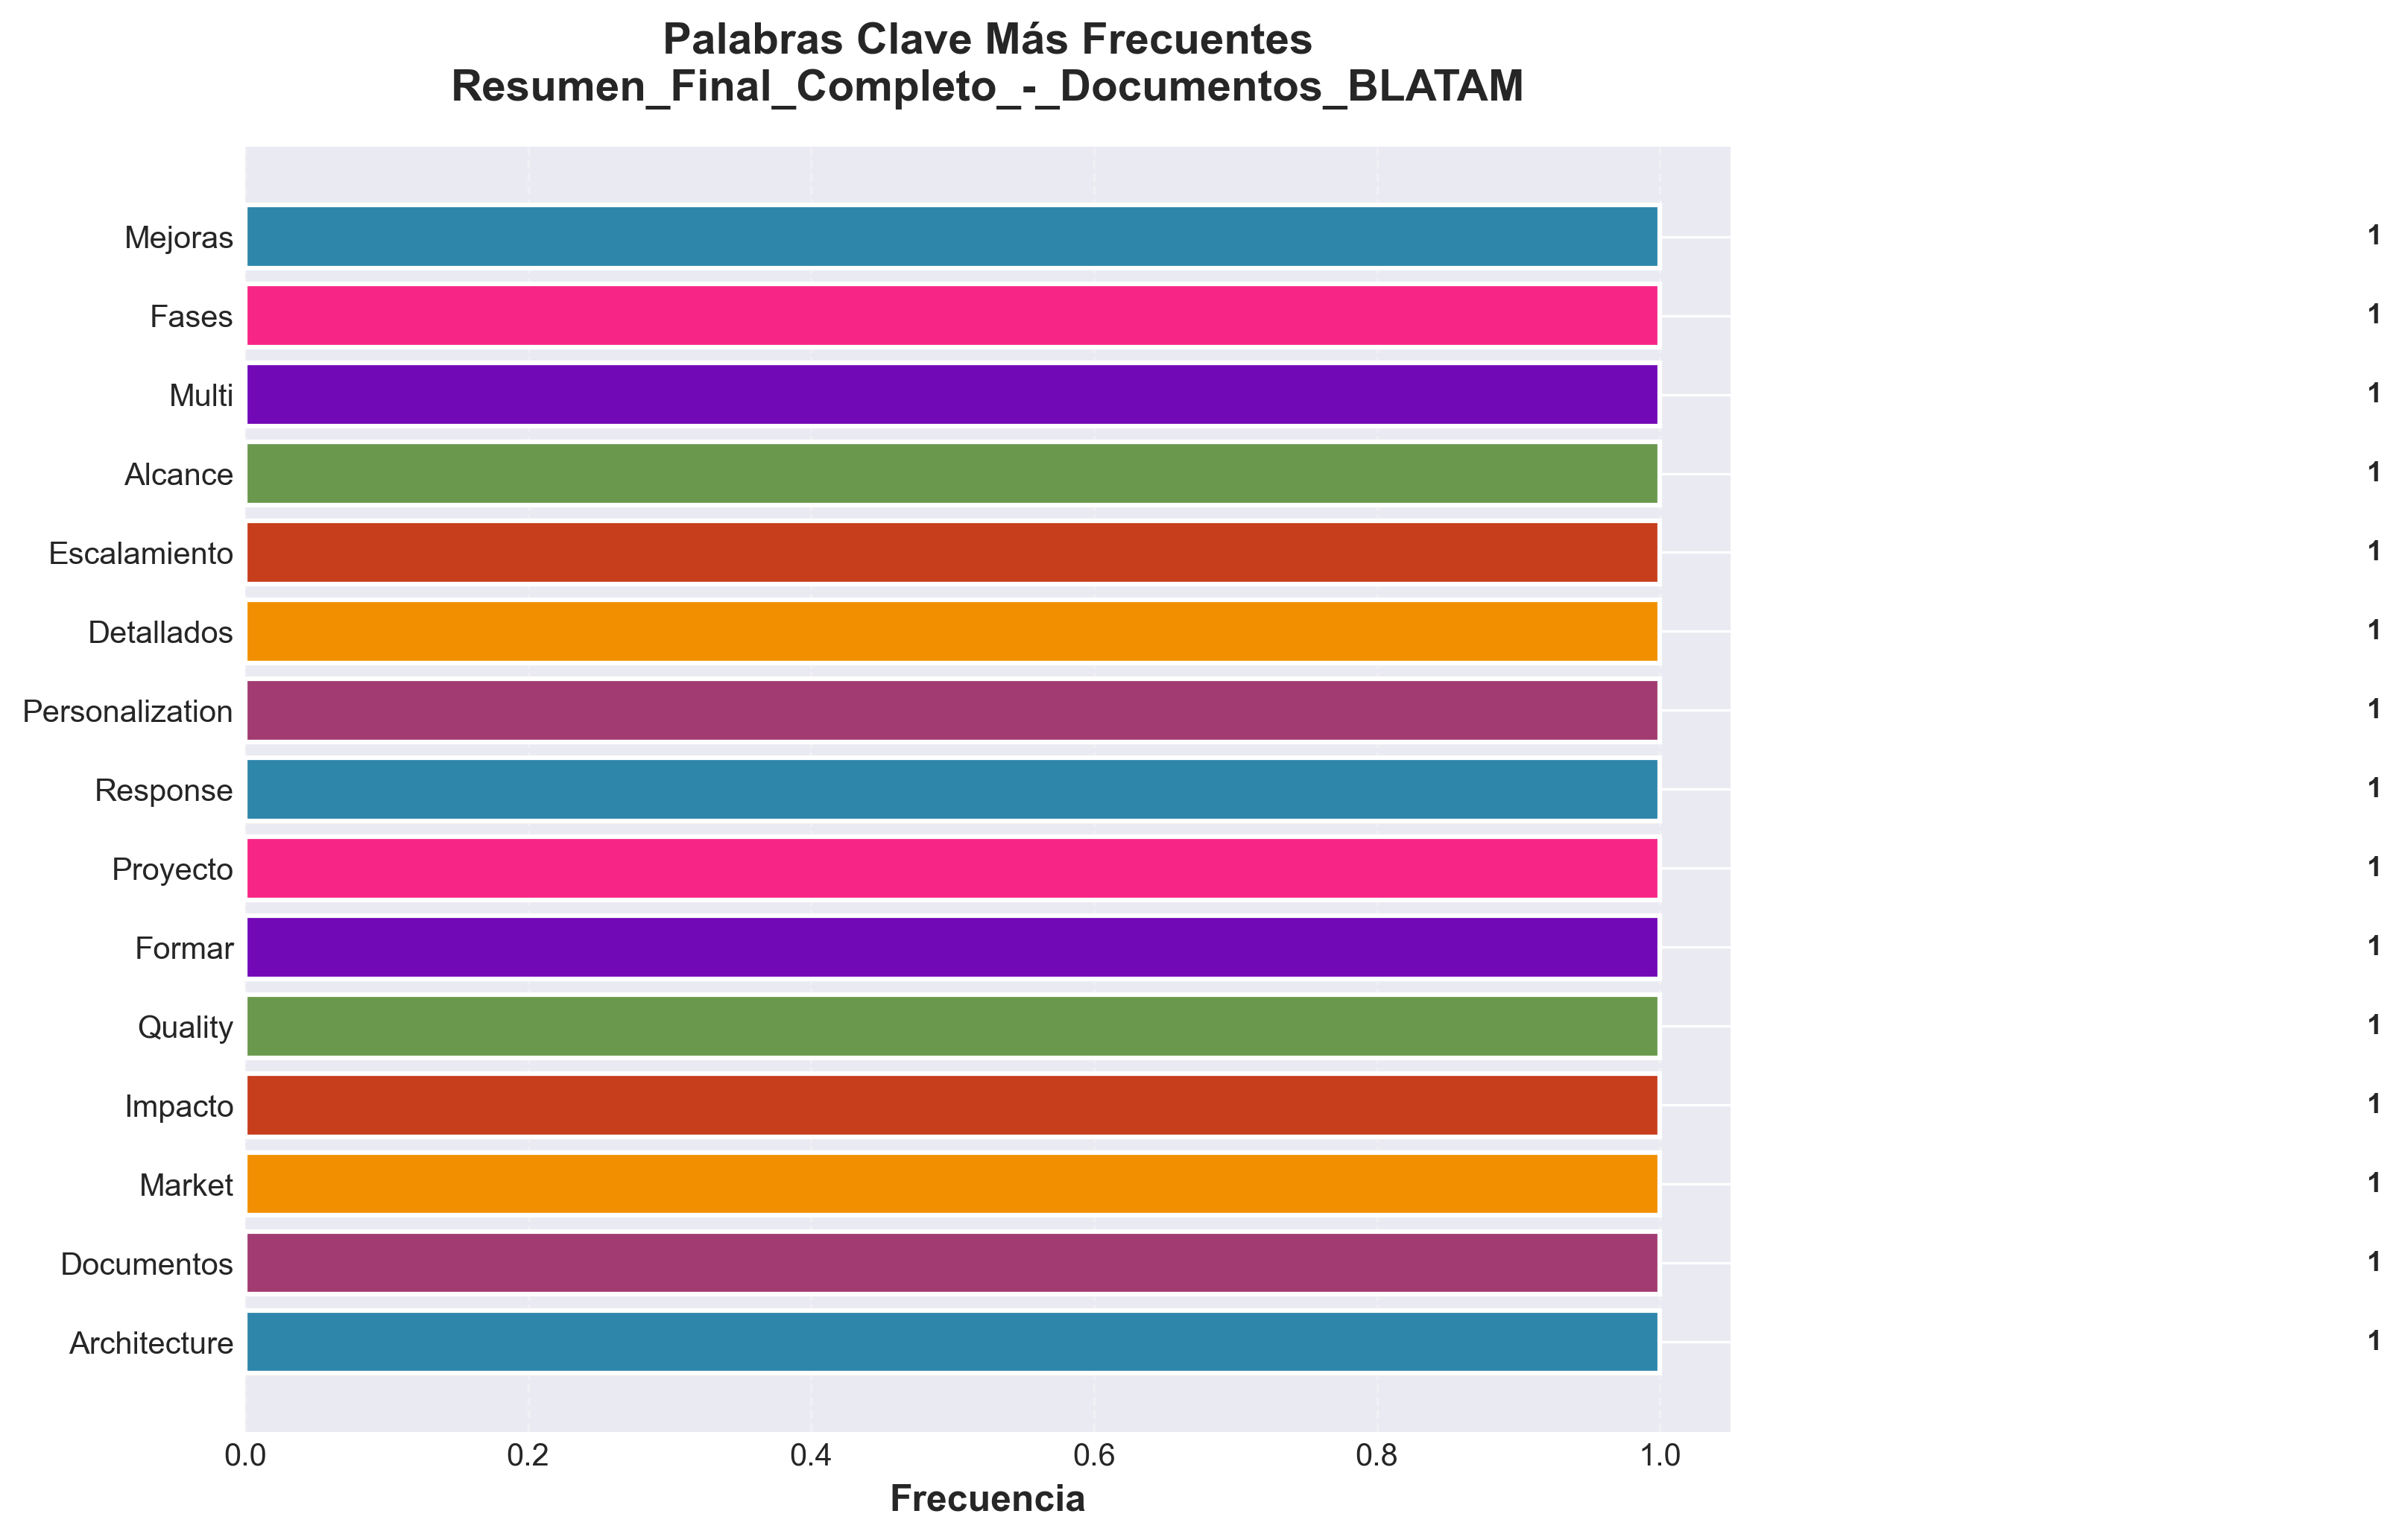 Palabras Clave Más Frecuentes
Resumen_Final_Completo_-_Documentos_BLATAM
Mejoras 1
Fases 1
Multi 1
Alcance 1
Escalamiento 1
Detallados 1
Personalization 1
Response 1
Proyecto 1
Formar 1
Quality 1
Impacto 1
Market 1
Documentos 1
Architecture 1
0.0 0.2 0.4 0.6 0.8 1.0
Frecuencia